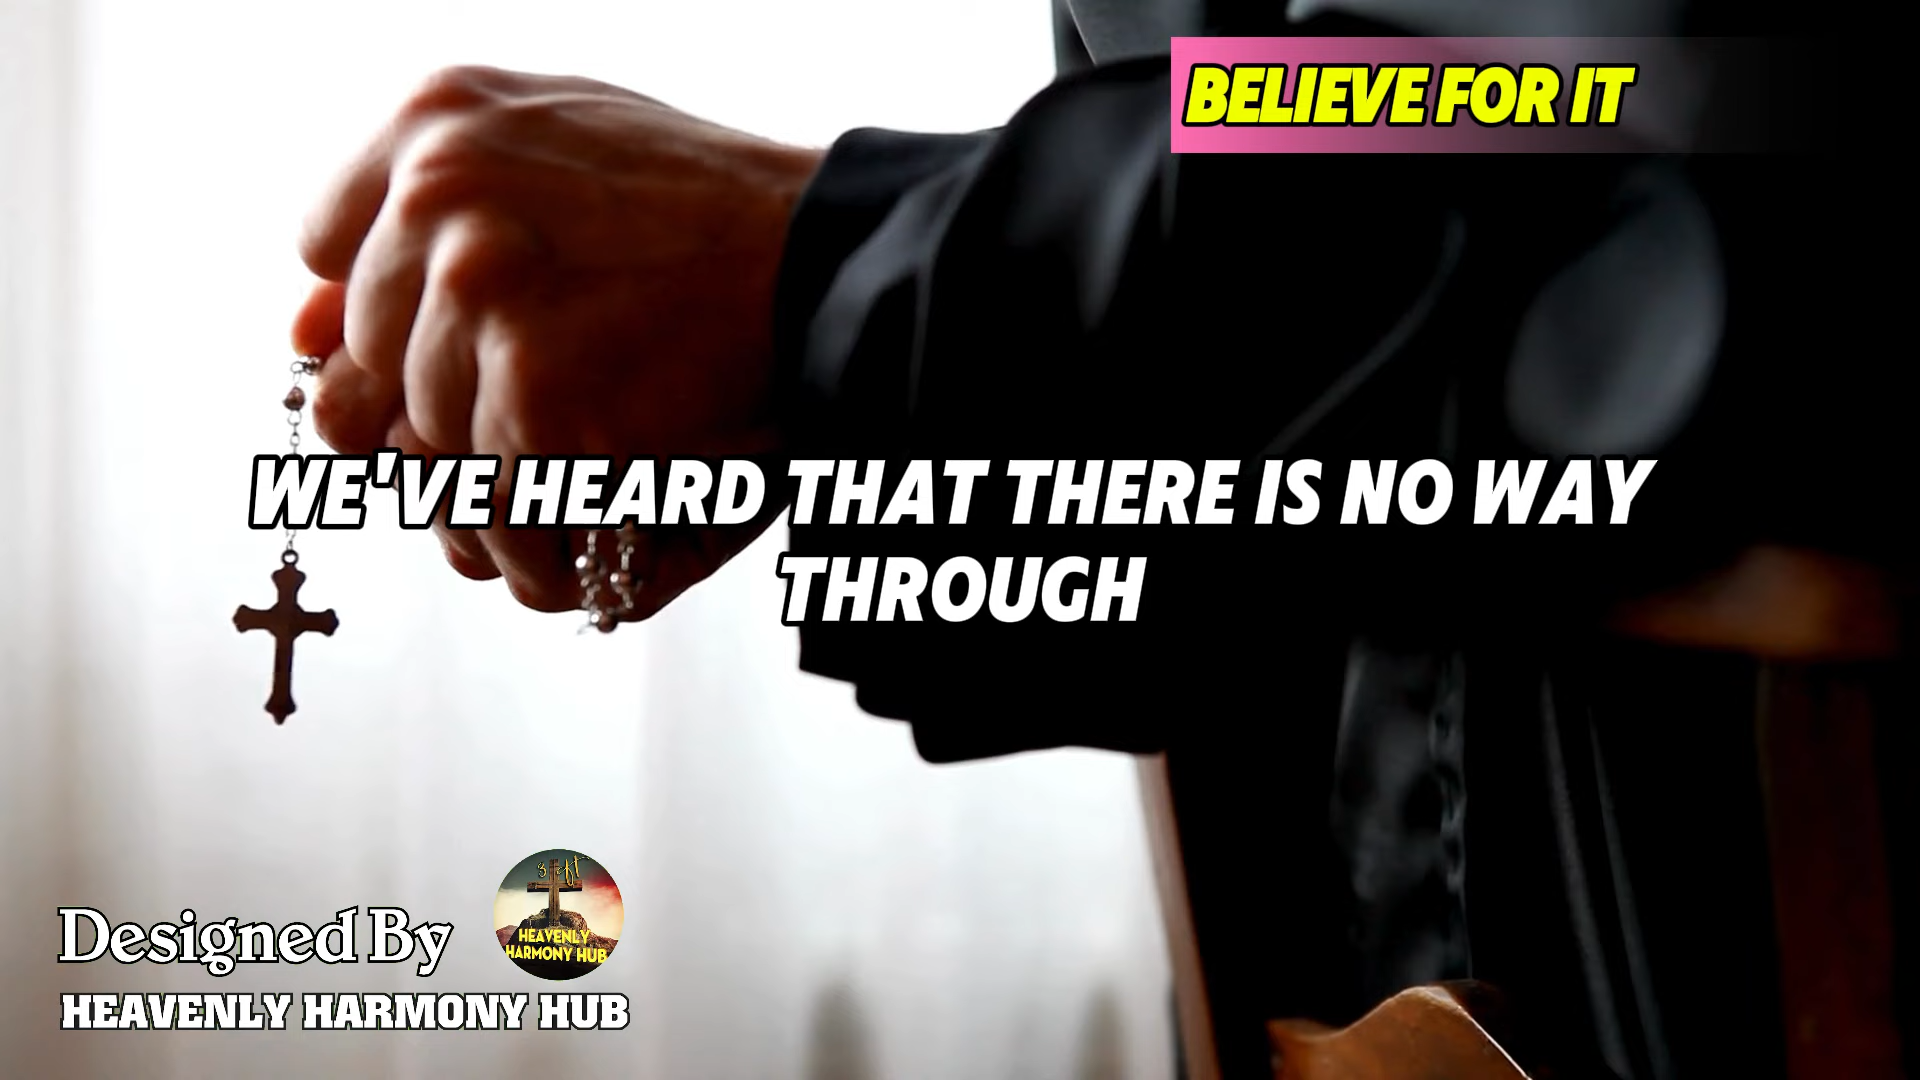 BELIEVE FOR IT
WE'VE HEARD THAT THERE IS NO WAY
THROUGH
HEAVENLY
HARMONY HUB
Designed By
HEAVENLY HARMONY HUB